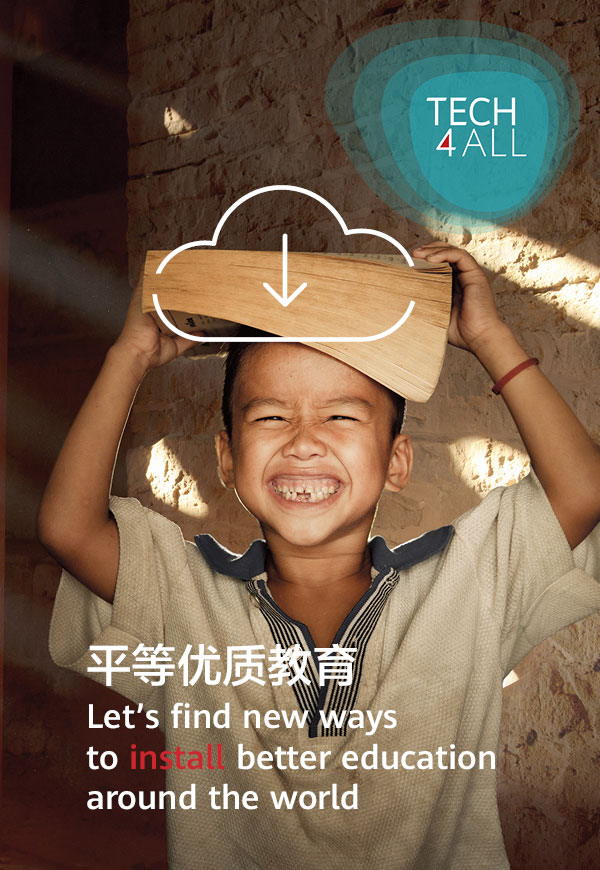 TECH
4ALL
平等优质教育
Let's find new ways
to install better education
around the world